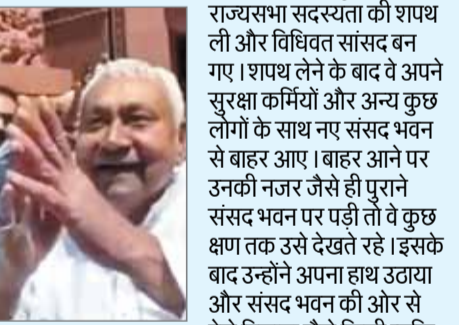 राज्यसभा सदस्यता की शपथ
ली और विधिवत सांसद बन
गए। शपथ लेने के बाद वे अपने
सुरक्षा कर्मियों और अन्य कुछ
लोगों के साथ नए संसद भवन
से बाहर आए। बाहर आने पर
उनकी नजर जैसे ही पुराने
संसद भवन पर पड़ी तो वे कुछ
क्षण तक उसे देखते रहे। इसके
बाद उन्होंने अपना हाथ उठाया
और संसद भवन की ओर से